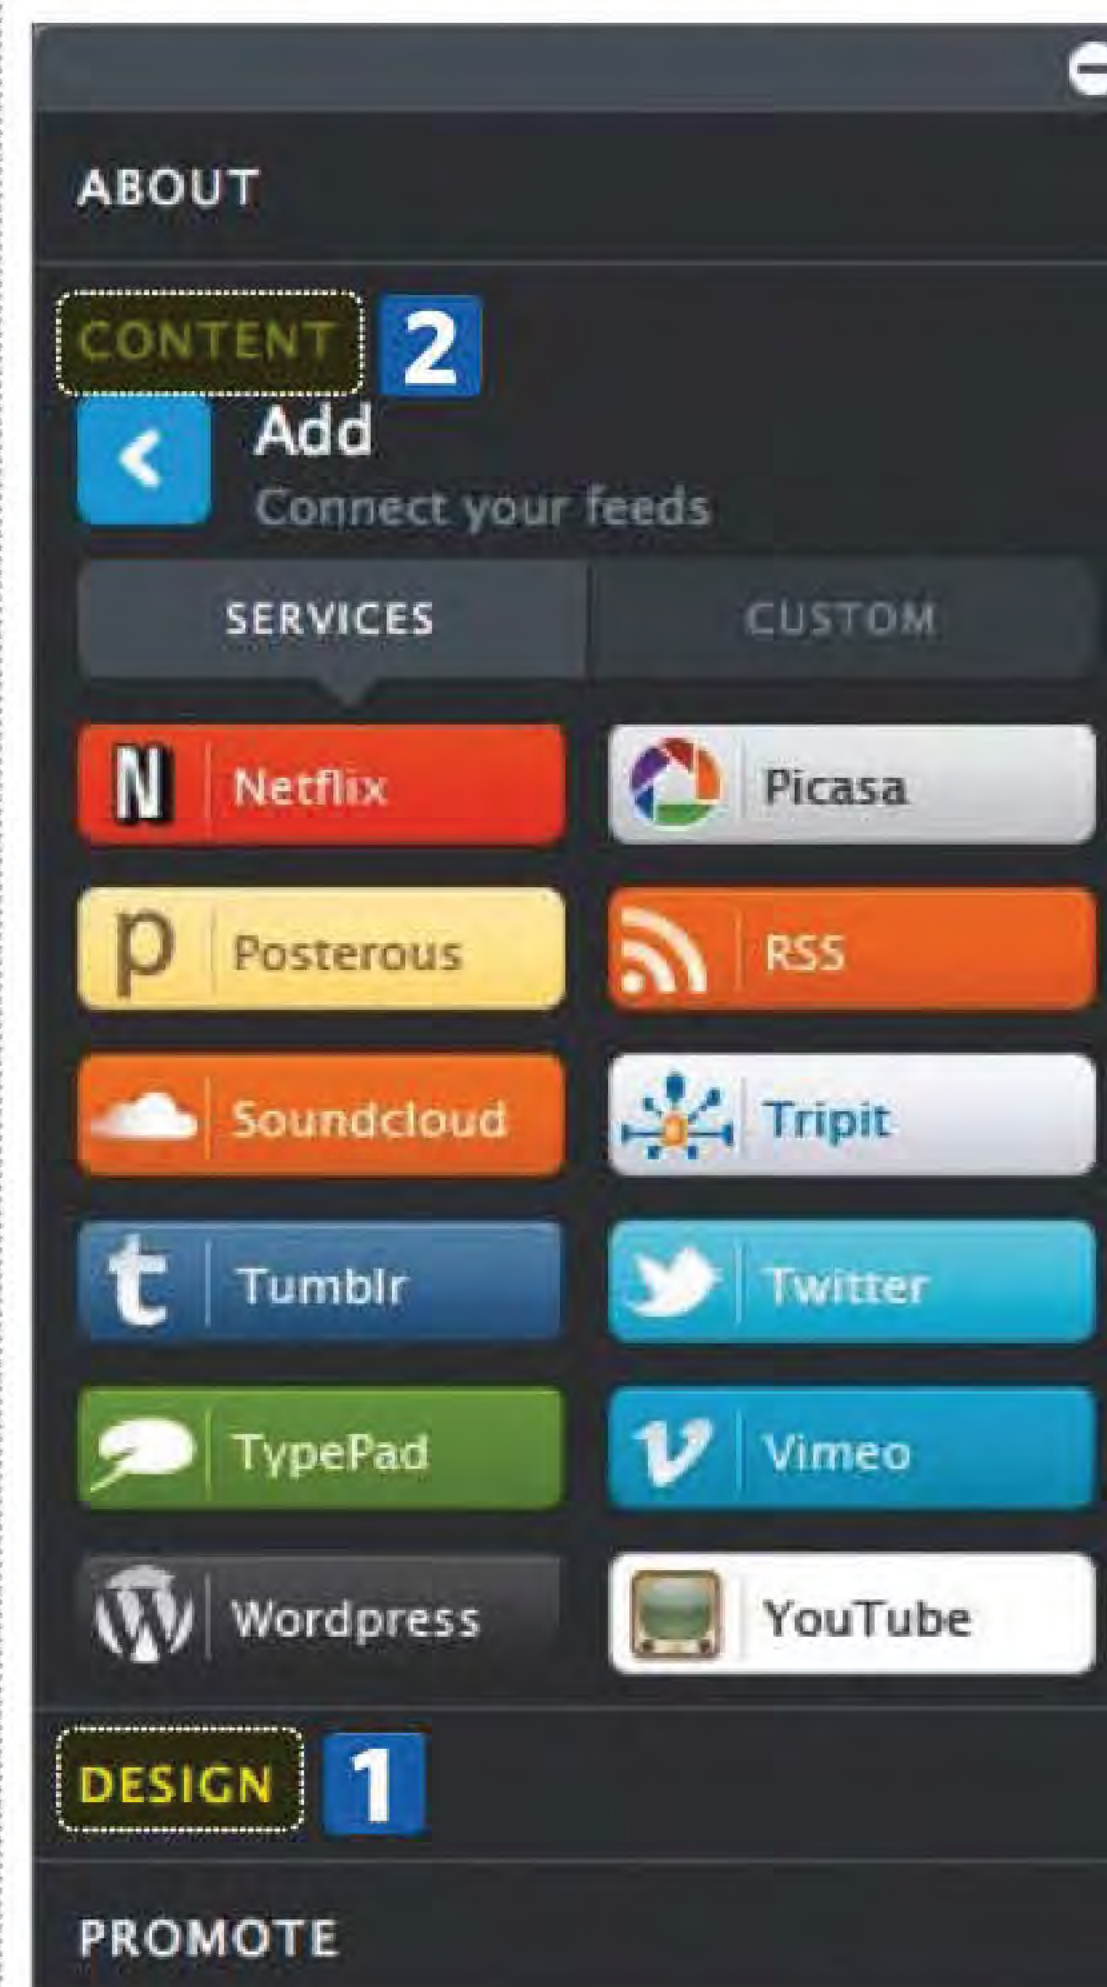 ABOUT
CONTENT 2
Add
Connect your feeds
SERVICES CUSTOM
N Netflix Picasa
p Posterous RSS
Soundcloud Tripit
t Tumblr Twitter
TypePad v Vimeo
W Wordpress YouTube
DESIGN 1
PROMOTE